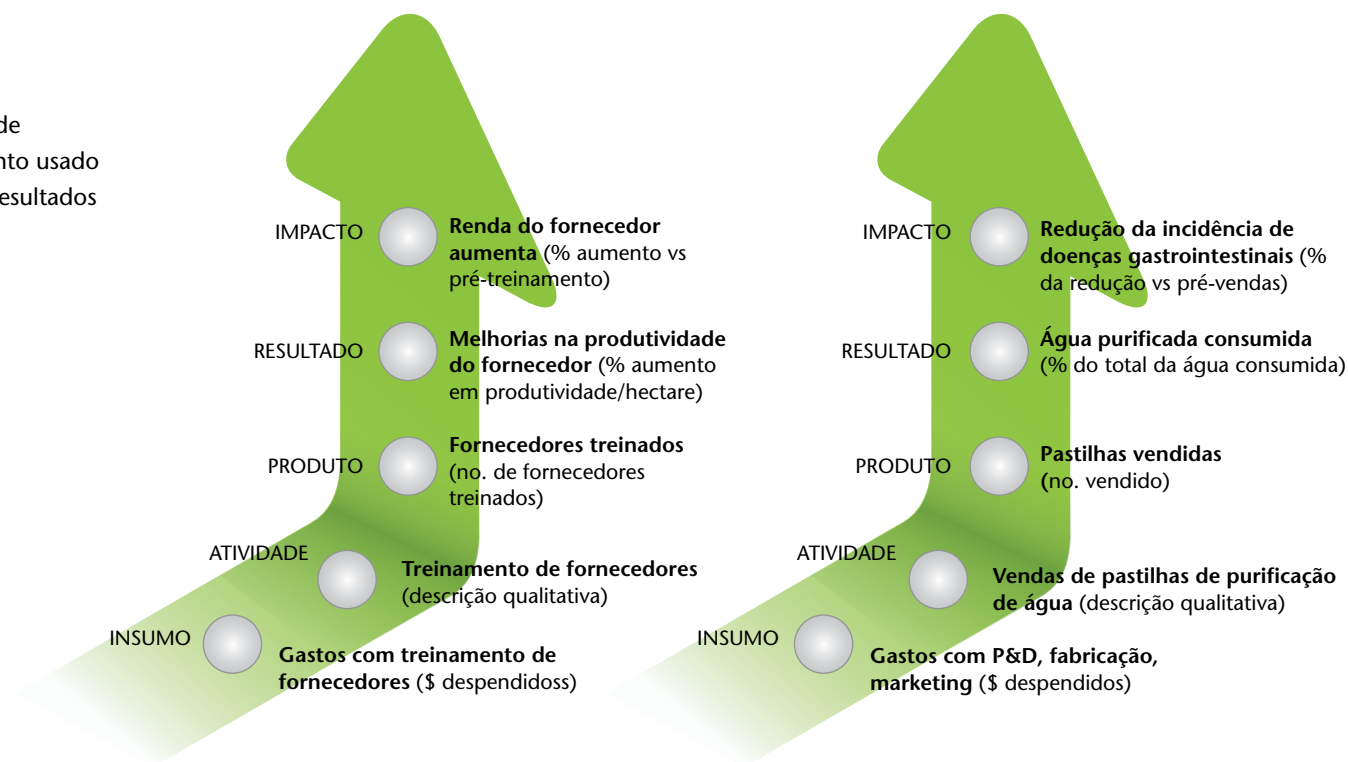 de
nto usado
esultados
IMPACTO
Renda do fornecedor
aumenta (% aumento vs
pré-treinamento)
RESULTADO
Melhorias na produtividade
do fornecedor (% aumento
em produtividade/hectare)
PRODUTO
Fornecedores treinados
(no. de fornecedores
treinados)
ATIVIDADE
Treinamento de fornecedores
(descrição qualitativa)
INSUMO
Gastos com treinamento de
fornecedores ($ despendidoss)
IMPACTO
Redução da incidência de
doenças gastrointestinais (%
da redução vs pré-vendas)
RESULTADO
Água purificada consumida
(% do total da água consumida)
PRODUTO
Pastilhas vendidas
(no. vendido)
ATIVIDADE
Vendas de pastilhas de purificação
de água (descrição qualitativa)
INSUMO
Gastos com P&D, fabricação,
marketing ($ despendidos)